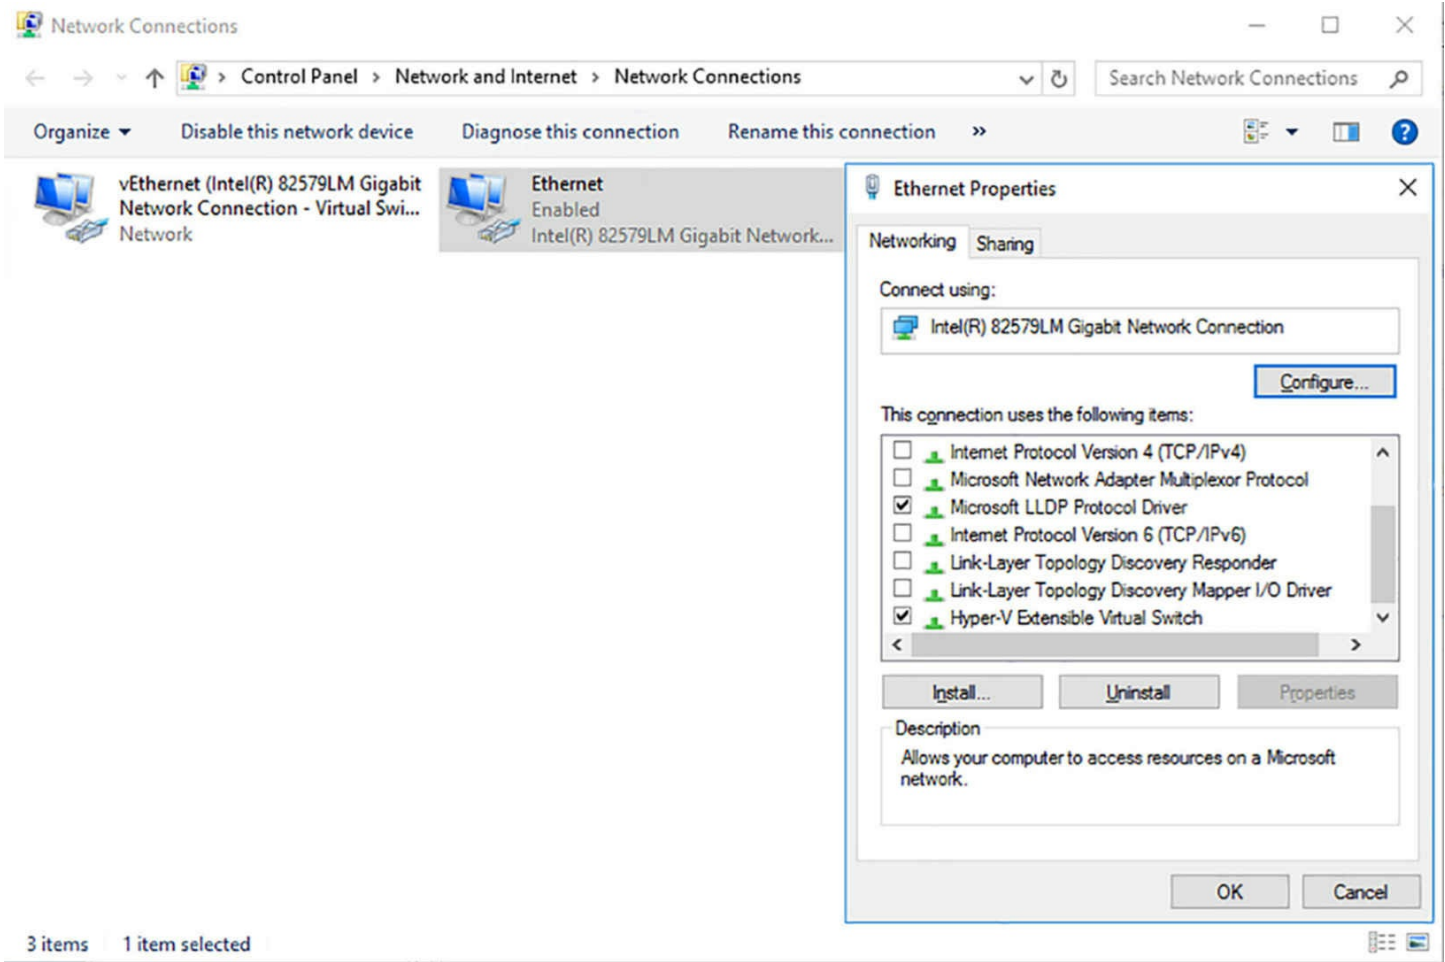 Network Connections
Control Panel > Network and Internet > Network Connections
Search Network Connections
Organize
Disable this network device
Diagnose this connection
Rename this connection
»
vEthernet (Intel(R) 82579LM Gigabit
Network Connection - Virtual Swi...
Network
Ethernet
Enabled
Intel(R) 82579LM Gigabit Network...
Ethernet Properties
Networking
Sharing
Connect using:
Intel(R) 82579LM Gigabit Network Connection
Configure...
This connection uses the following items:
Internet Protocol Version 4 (TCP/IPv4)
Microsoft Network Adapter Multiplexor Protocol
Microsoft LLDP Protocol Driver
Internet Protocol Version 6 (TCP/IPv6)
Link-Layer Topology Discovery Responder
Link-Layer Topology Discovery Mapper I/O Driver
Hyper-V Extensible Virtual Switch
Install...
Uninstall
Properties
Description
Allows your computer to access resources on a Microsoft
network.
OK
Cancel
3 items
1 item selected